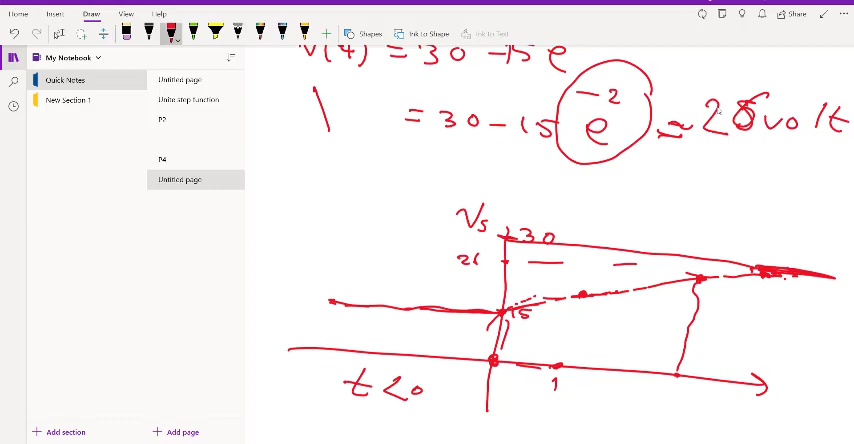 Home Insert Draw View Help
Share
Shapes Ink to Shape Ink to Text
My Notebook
Quick Notes
New Section 1
Untitled page
Unite step function
P2
P4
Untitled page
V(4) = 30 - 15 e
= 30 - 15 e^-2 = 28 volt
Vs
30
15
1
t < 0
Add section
Add page